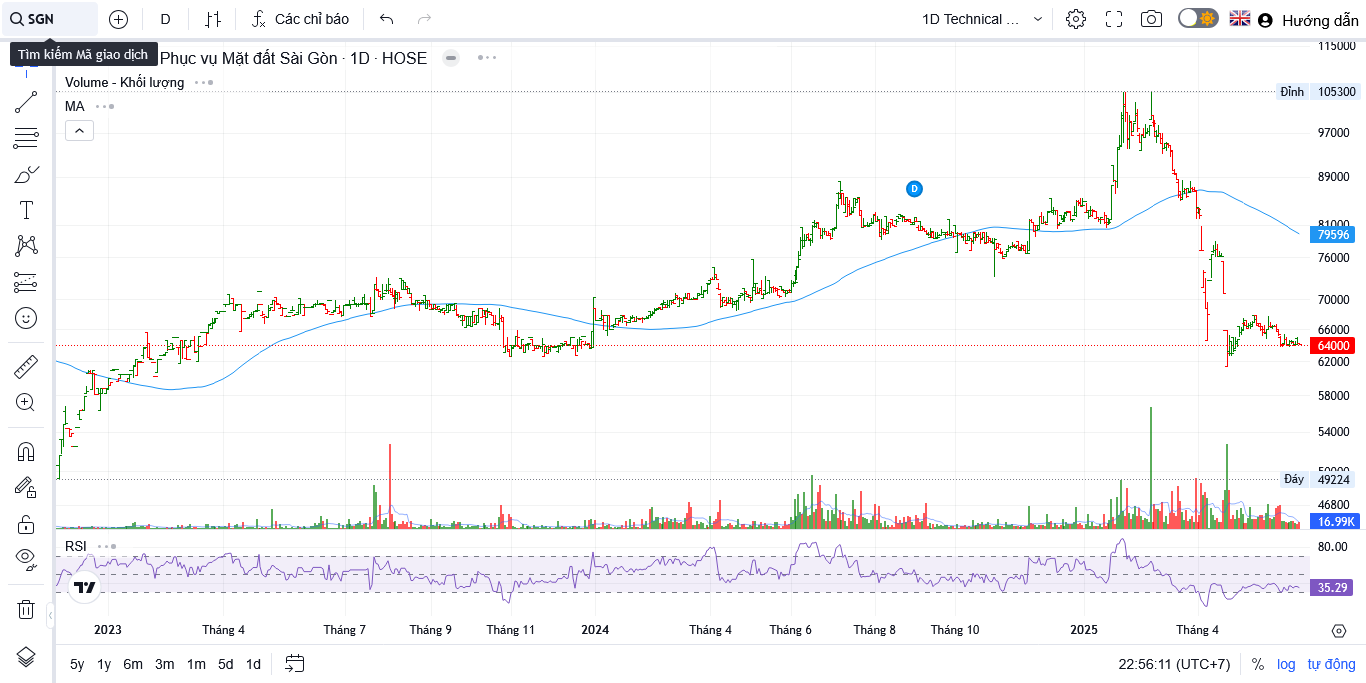 SGN
D
Các chỉ báo
1D Technical ...
Hướng dẫn
Tìm kiếm Mã giao dịch
Phục vụ Mặt đất Sài Gòn · 1D · HOSE
Volume - Khối lượng
MA
115000
Đỉnh 105300
97000
89000
D
81000
79596
76000
70000
66000
64000
62000
58000
54000
50000
Đáy 49224
46800
16.99K
RSI
80.00
35.29
2023 Tháng 4 Tháng 7 Tháng 9 Tháng 11 2024 Tháng 4 Tháng 6 Tháng 8 Tháng 10 2025 Tháng 4
5y 1y 6m 3m 1m 5d 1d
22:56:11 (UTC+7) % log tự động